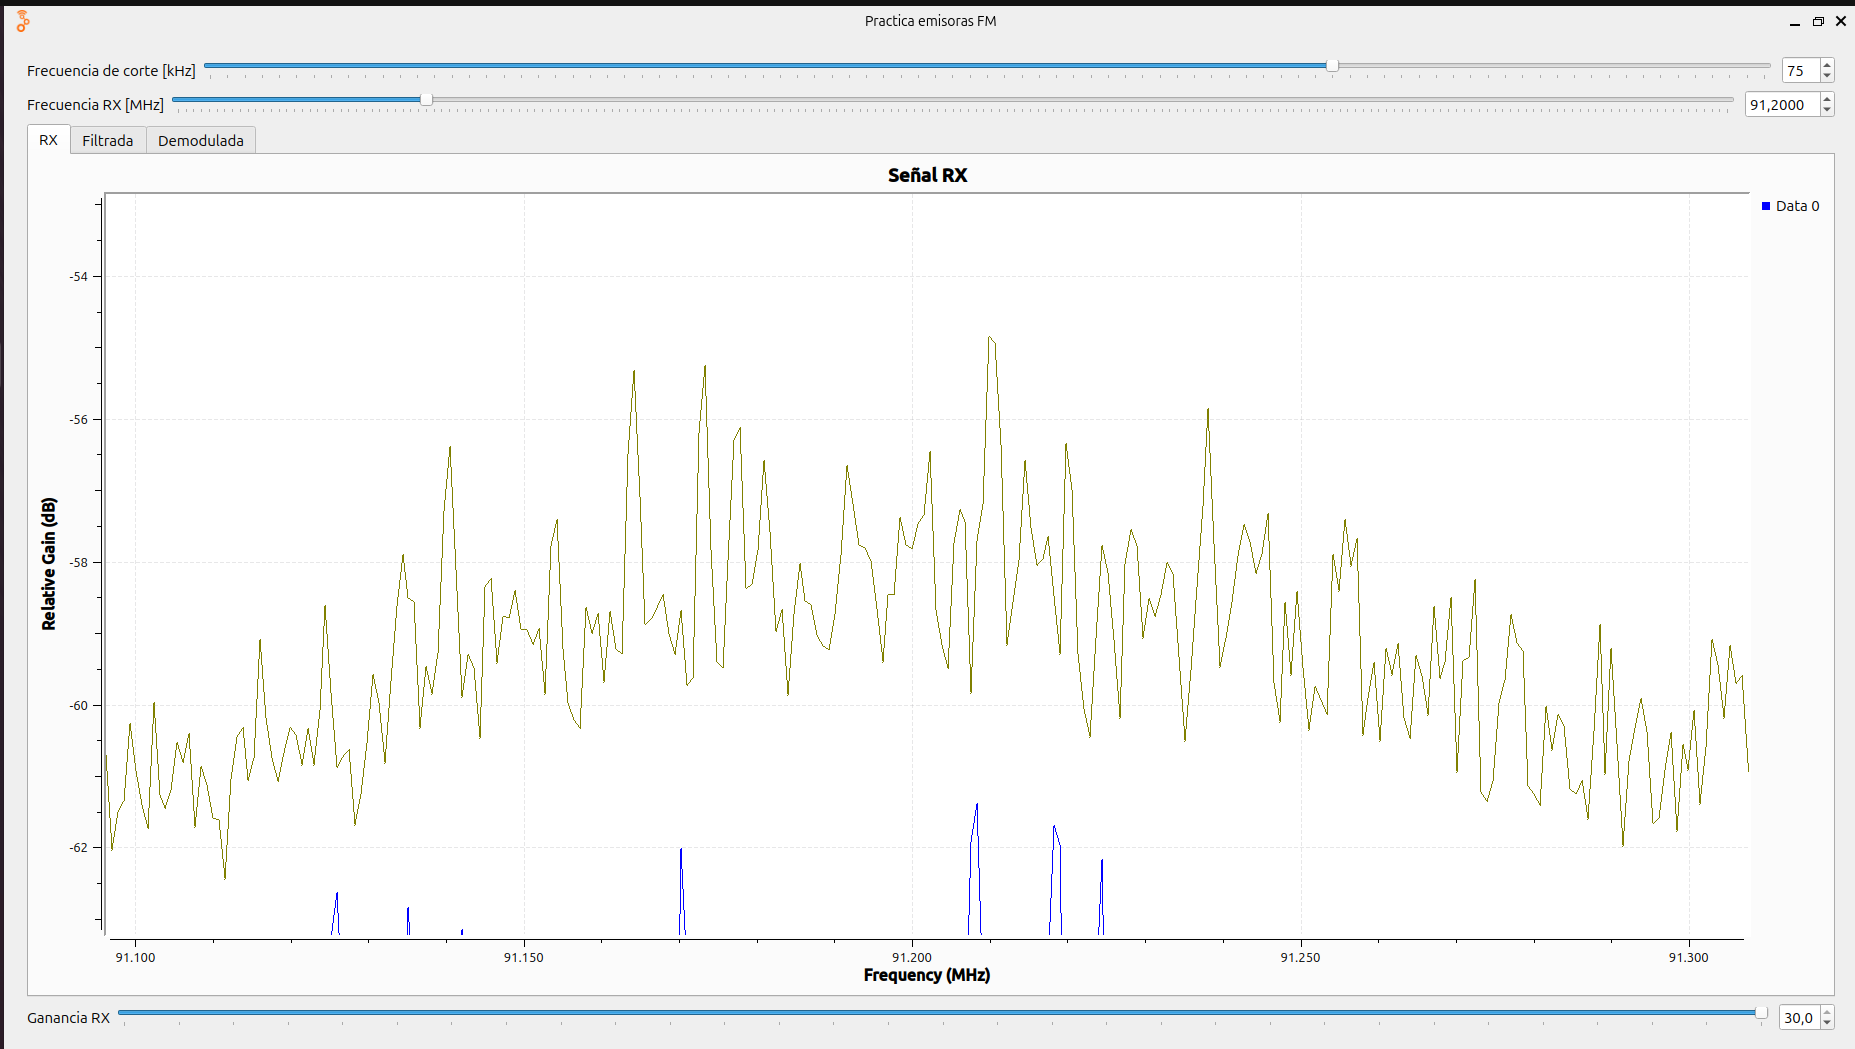 Practica emisoras FM
Frecuencia de corte [kHz]
75
Frecuencia RX [MHz]
91,2000
RX
Filtrada
Demodulada
Señal RX
Data 0
-54
-56
-58
-60
-62
Relative Gain (dB)
91.100
91.150
91.200
91.250
91.300
Frequency (MHz)
Ganancia RX
30,0